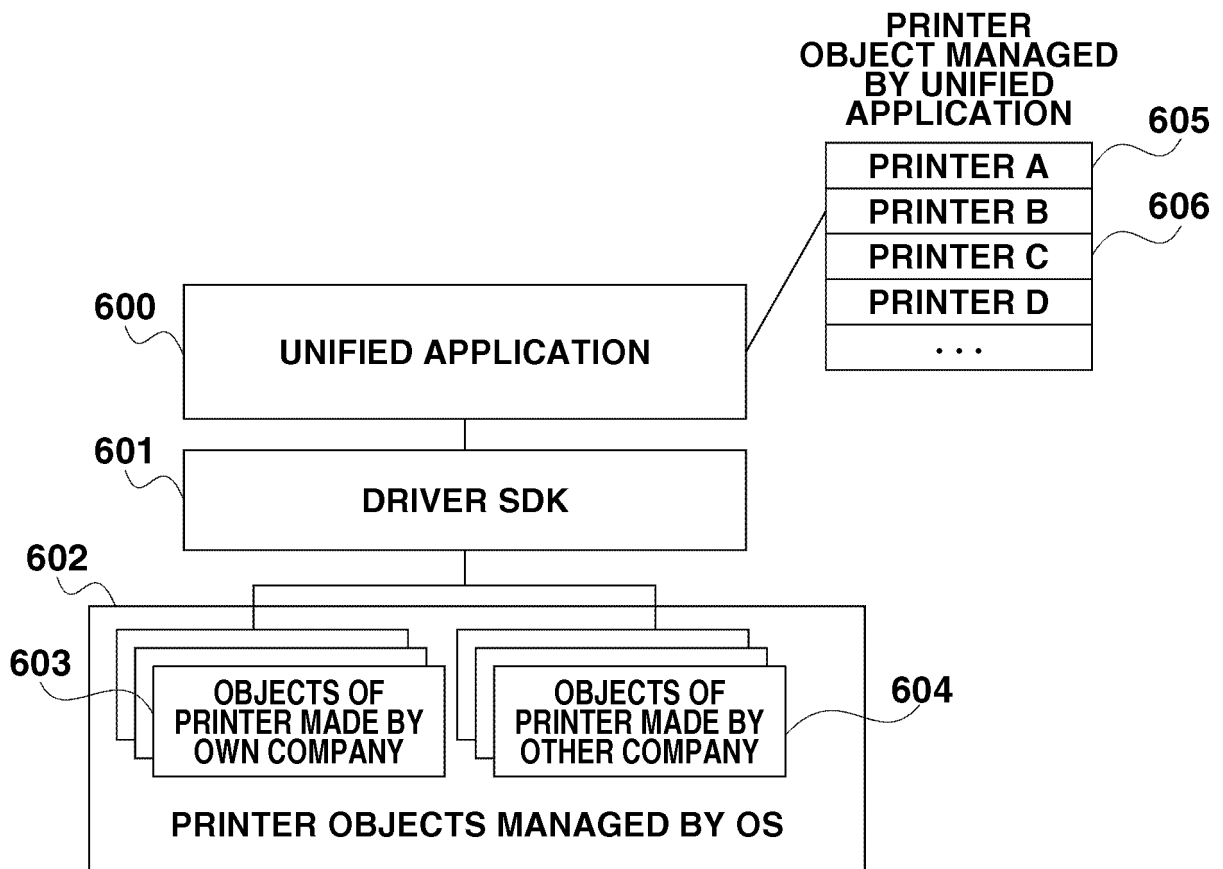 PRINTER
OBJECT MANAGED
BY UNIFIED
APPLICATION
605
PRINTER A
PRINTER B
606
PRINTER C
PRINTER D
. . .
600
UNIFIED APPLICATION
601
DRIVER SDK
602
603
OBJECTS OF
PRINTER MADE BY
OWN COMPANY
OBJECTS OF
PRINTER MADE BY
OTHER COMPANY
604
PRINTER OBJECTS MANAGED BY OS